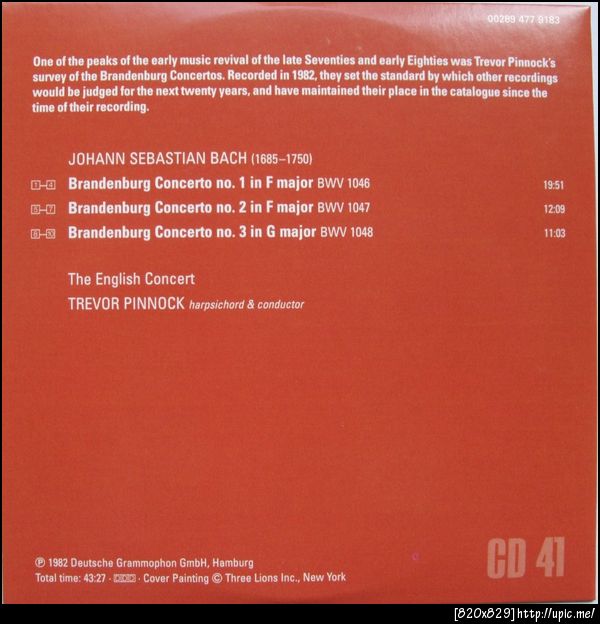 00289 477 9183
One of the peaks of the early music revival of the late Seventies and early Eighties was Trevor Pinnock's
survey of the Brandenburg Concertos. Recorded in 1982, they set the standard by which other recordings
would be judged for the next twenty years, and have maintained their place in the catalogue since the
time of their recording.
JOHANN SEBASTIAN BACH (1685–1750)
1–4 Brandenburg Concerto no. 1 in F major BWV 1046 19:51
5–7 Brandenburg Concerto no. 2 in F major BWV 1047 12:09
8–10 Brandenburg Concerto no. 3 in G major BWV 1048 11:03
The English Concert
TREVOR PINNOCK harpsichord & conductor
℗ 1982 Deutsche Grammophon GmbH, Hamburg
Total time: 43:27 · DDD · Cover Painting © Three Lions Inc., New York
CD 41
[820x829]http://upic.me/